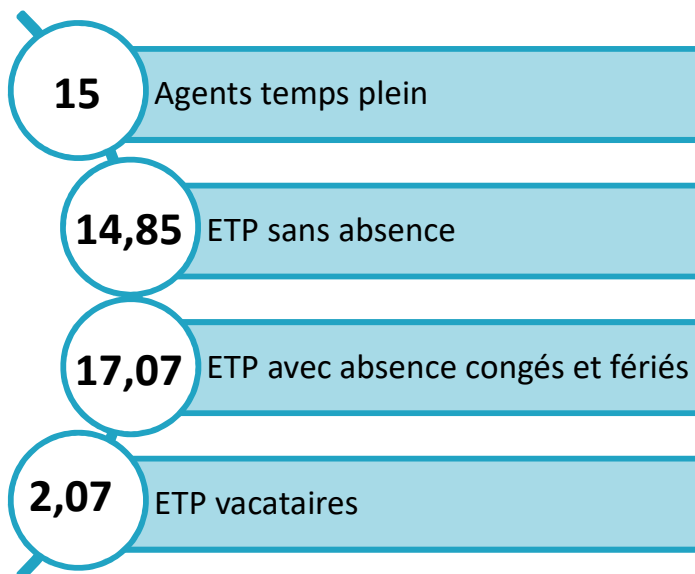 15 Agents temps plein
14,85 ETP sans absence
17,07 ETP avec absence congés et fériés
2,07 ETP vacataires